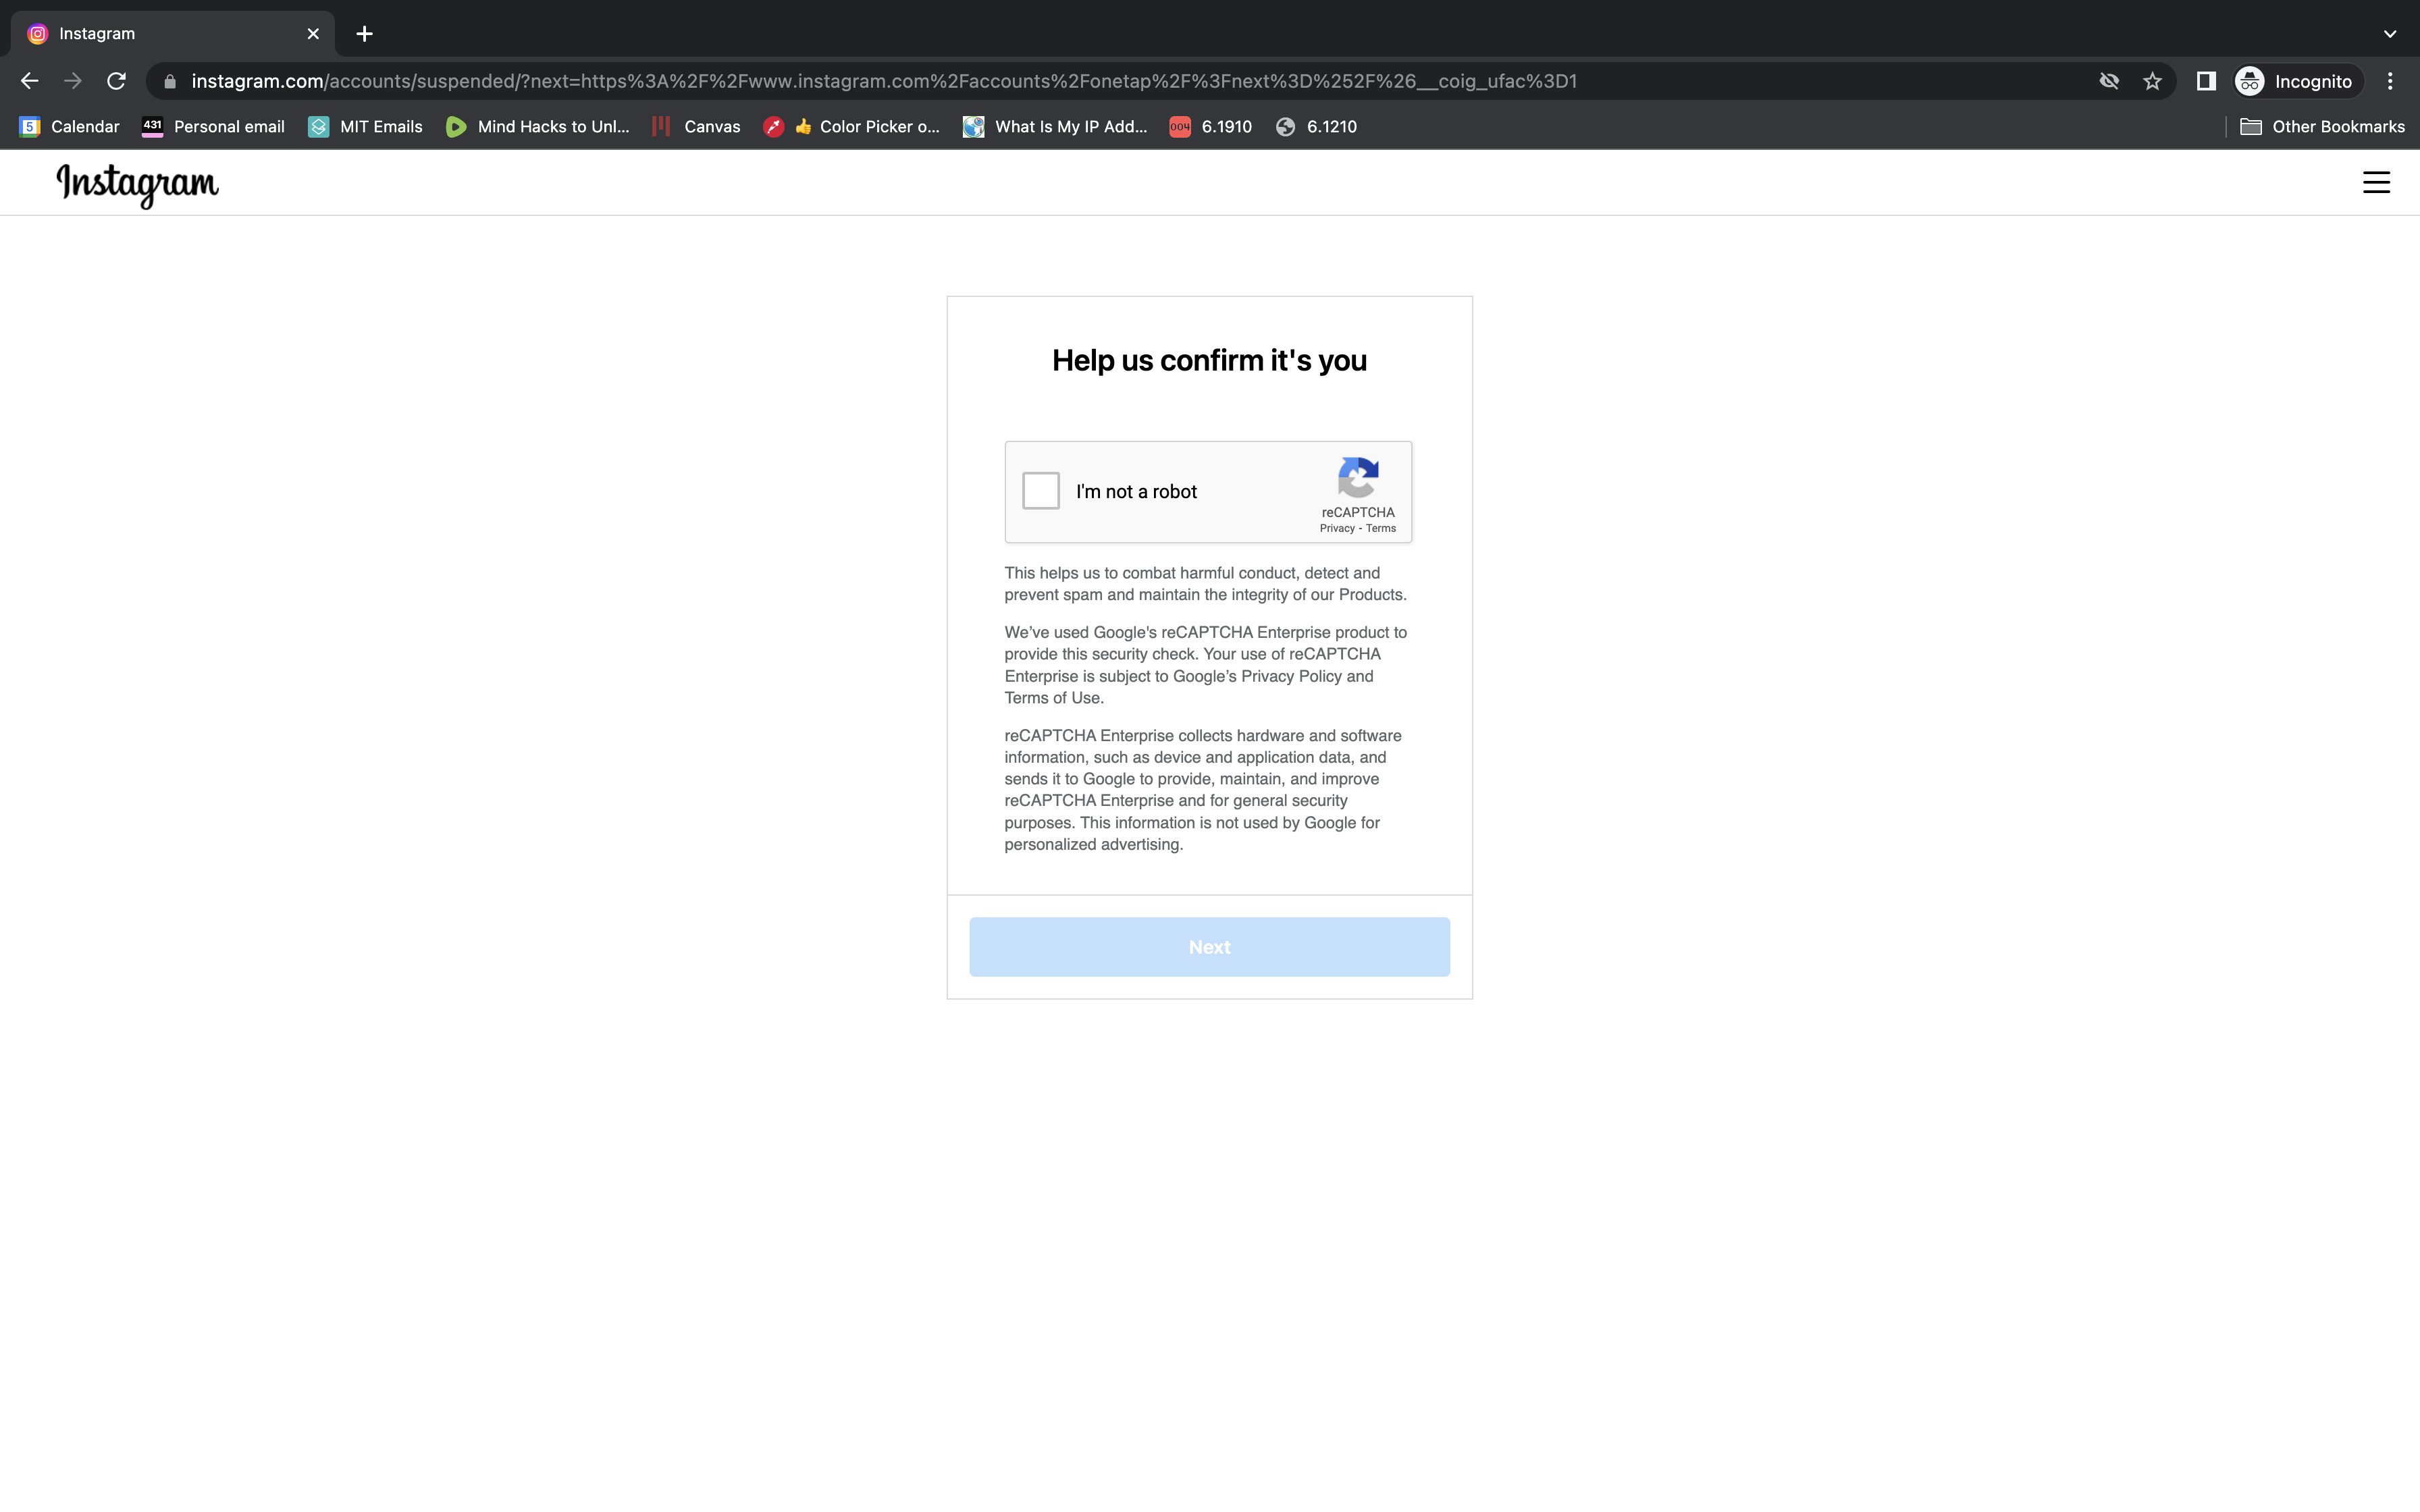 Instagram
instagram.com/accounts/suspended/?next=https%3A%2F%2Fwww.instagram.com%2Faccounts%2Fonetap%2F%3Fnext%3D%252F%26__coig_ufac%3D1 Incognito
5 Calendar 431 Personal email MIT Emails Mind Hacks to Unl... Canvas 👍 Color Picker o... What Is My IP Add... 004 6.1910 6.1210 Other Bookmarks
Instagram
Help us confirm it's you
I'm not a robot
reCAPTCHA
Privacy - Terms
This helps us to combat harmful conduct, detect and
prevent spam and maintain the integrity of our Products.
We’ve used Google's reCAPTCHA Enterprise product to
provide this security check. Your use of reCAPTCHA
Enterprise is subject to Google’s Privacy Policy and
Terms of Use.
reCAPTCHA Enterprise collects hardware and software
information, such as device and application data, and
sends it to Google to provide, maintain, and improve
reCAPTCHA Enterprise and for general security
purposes. This information is not used by Google for
personalized advertising.
Next